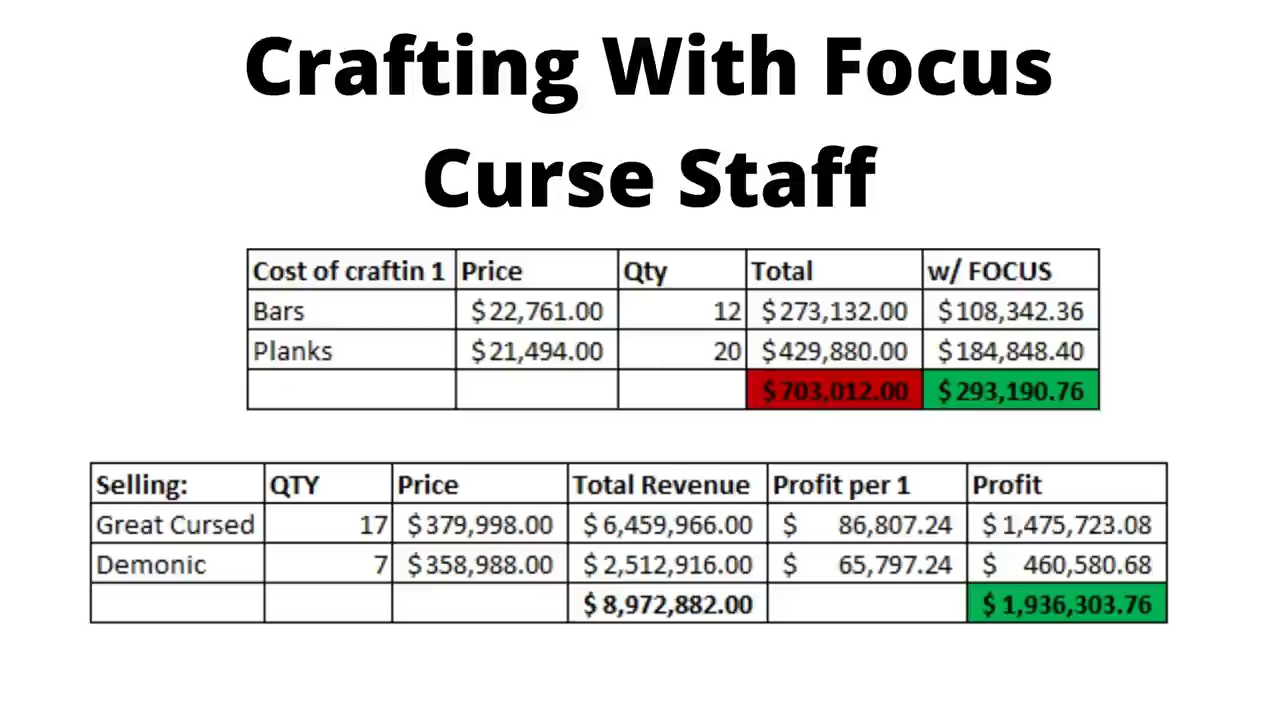 Crafting With Focus
Curse Staff
Cost of craftin 1 Price Qty Total w/ FOCUS
Bars $22,761.00 12 $273,132.00 $108,342.36
Planks $21,494.00 20 $429,880.00 $184,848.40
$703,012.00 $293,190.76
Selling: QTY Price Total Revenue Profit per 1 Profit
Great Cursed 17 $379,998.00 $6,459,966.00 $ 86,807.24 $1,475,723.08
Demonic 7 $358,988.00 $2,512,916.00 $ 65,797.24 $ 460,580.68
$8,972,882.00 $1,936,303.76